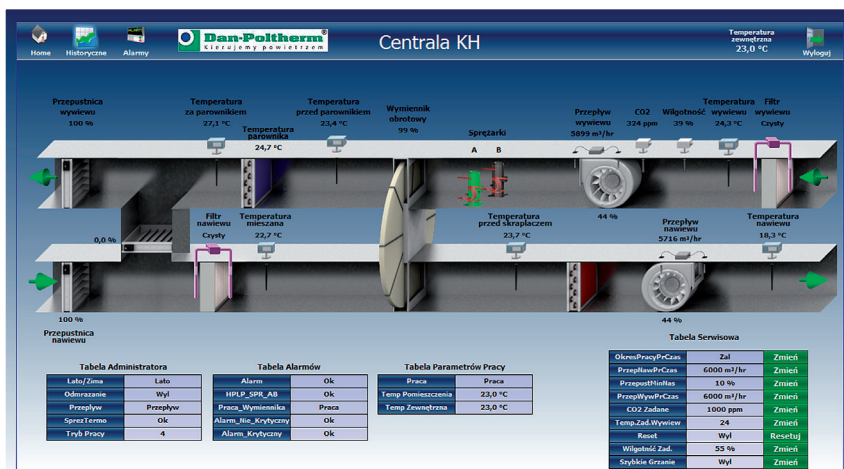 Home
Historyczne
Alarmy
Dan-Poltherm®
Kierujemy powietrzem
Centrala KH
Temperatura
zewnętrzna
23,0 °C
Wyloguj
Przepustnica
wywiewu
100 %
Temperatura
za parownikiem
27,1 °C
Temperatura
parownika
24,7 °C
Temperatura
przed parownikiem
23,4 °C
Wymiennik
obrotowy
99 %
Sprężarki
A B
Przepływ
wywiewu
5899 m³/hr
CO2
324 ppm
Wilgotność
39 %
Temperatura
wywiewu
24,3 °C
Filtr
wywiewu
Czysty
44 %
0,0 %
Filtr
nawiewu
Czysty
Temperatura
mieszana
22,7 °C
Temperatura
przed skraplaczem
23,7 °C
Przepływ
nawiewu
5716 m³/hr
Temperatura
nawiewu
18,3 °C
100 %
Przepustnica
nawiewu
44 %
Tabela Administratora
Lato/Zima Lato
Odmrazanie Wyl
Przeplyw Przepływ
SprezTermo Ok
Tryb Pracy 4
Tabela Alarmów
Alarm Ok
HPLP_SPR_AB Ok
Praca_Wymiennika Praca
Alarm_Nie_Krytyczny Ok
Alarm_Krytyczny Ok
Tabela Parametrów Pracy
Praca Praca
Temp Pomieszczenia 23,0 °C
Temp Zewnętrzna 23,0 °C
Tabela Serwisowa
OkresPracyPrCzas Zal Zmień
PrzepNawPrCzas 6000 m³/hr Zmień
PrzepustMinNas 10 % Zmień
PrzepWywPrCzas 6000 m³/hr Zmień
CO2 Zadane 1000 ppm Zmień
Temp.Zad.Wywiew 24 Zmień
Reset Wyl Resetuj
Wilgotnść Zad. 55 % Zmień
Szybkie Grzanie Wyl Zmień